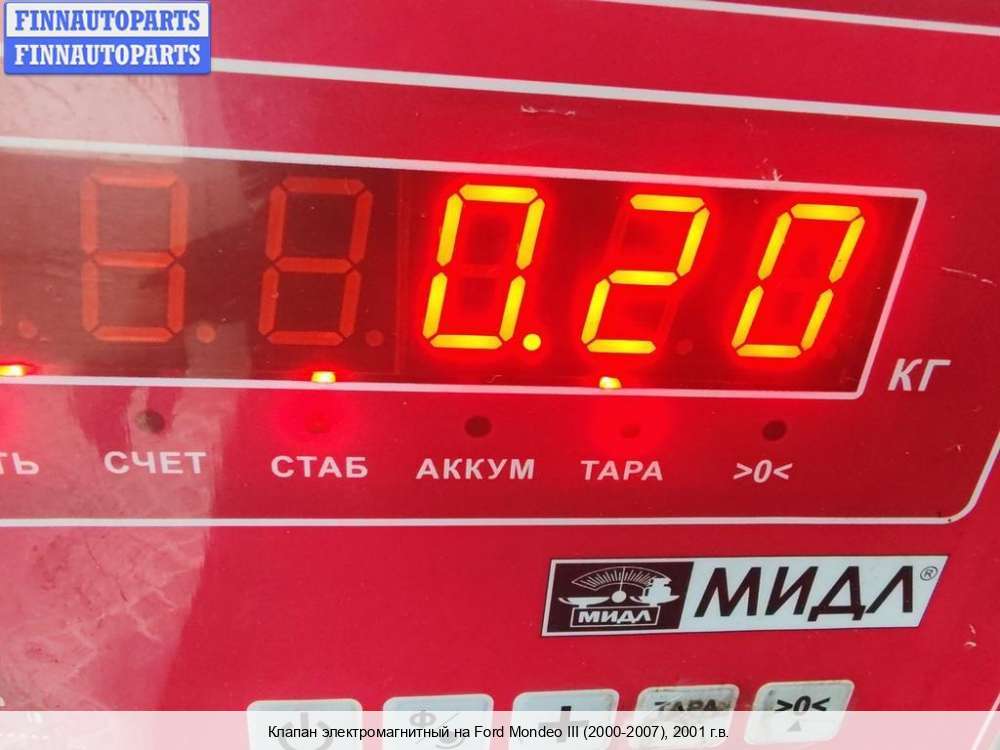 FINNAUTOPARTS
FINNAUTOPARTS
0.20
КГ
ТЬ СЧЕТ СТАБ АККУМ ТАРА >0<
МИДЛ МИДЛ®
ТАРА >0<
Клапан электромагнитный на Ford Mondeo III (2000-2007), 2001 г.в.